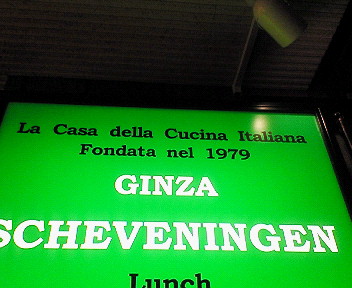 La Casa della Cucina Italiana
Fondata nel 1979
GINZA
SCHEVENINGEN
Lunch